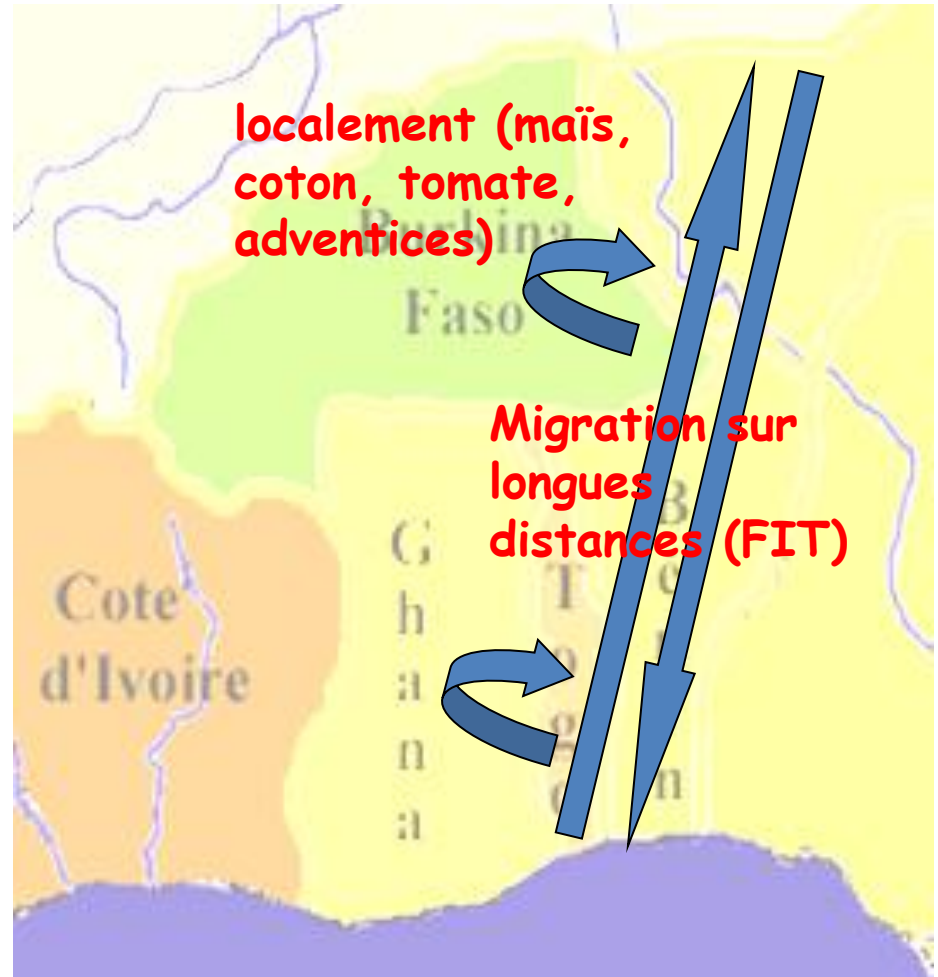 localement (maïs,
coton, tomate,
adventices)
Burkina
Faso
Migration sur
longues
distances (FIT)
Cote
d'Ivoire
Ghana
Togo